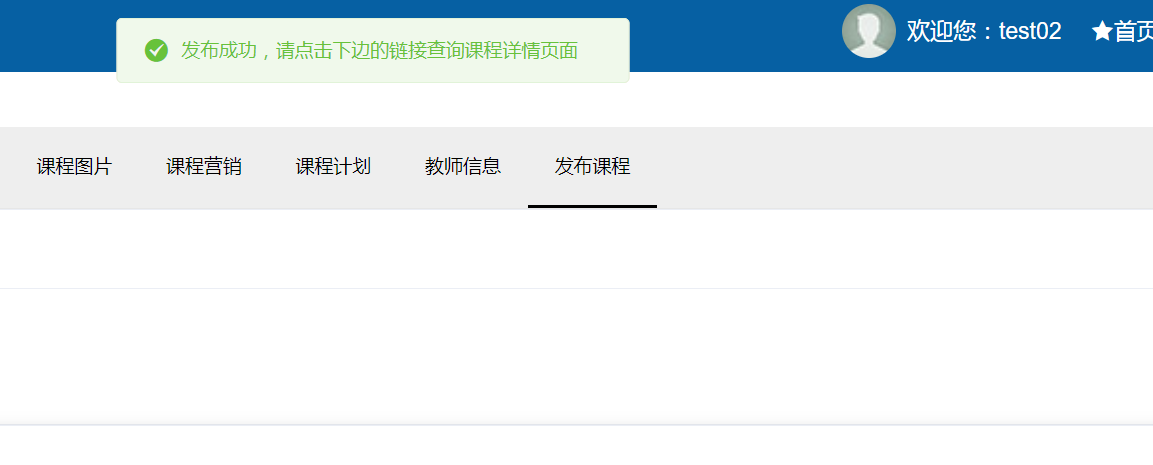 发布成功，请点击下边的链接查询课程详情页面
欢迎您：test02 首页
课程图片 课程营销 课程计划 教师信息 发布课程